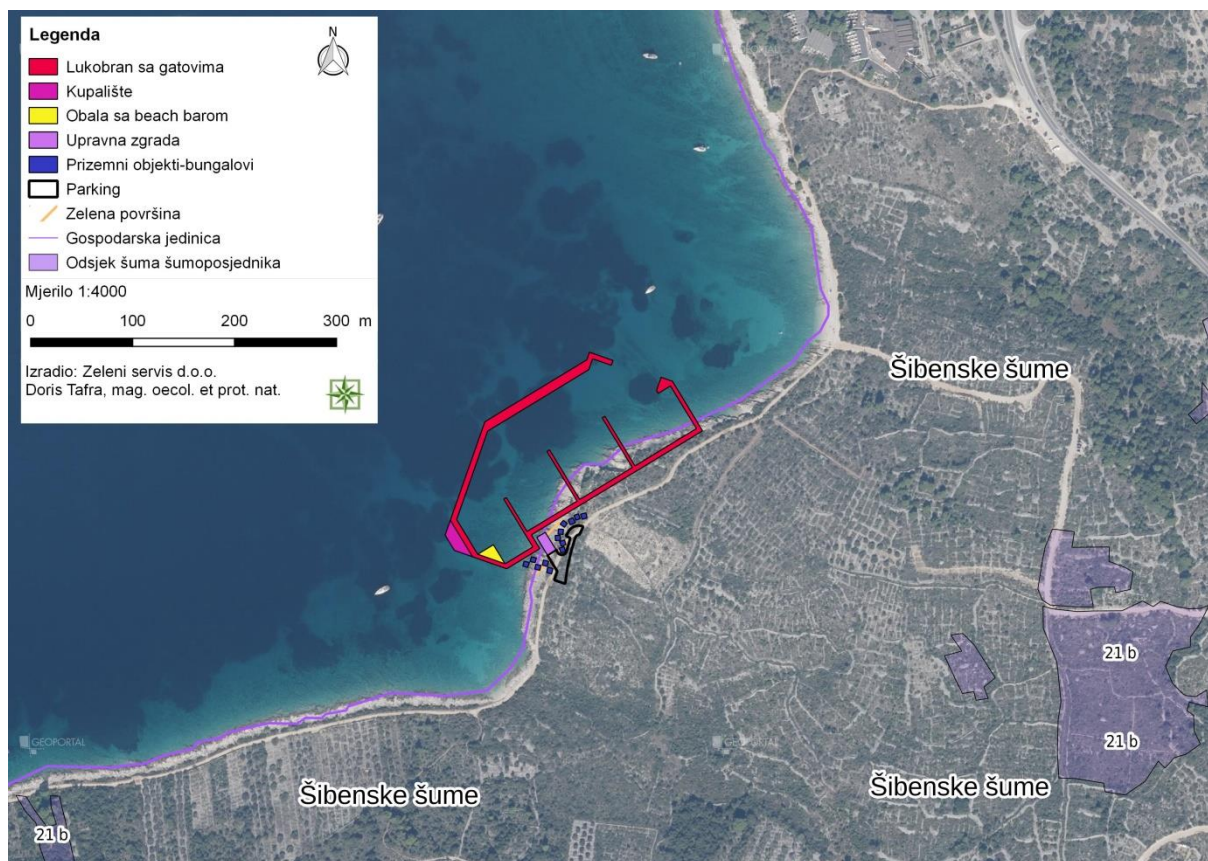 Legenda
N
Lukobran sa gatovima
Kupalište
Obala sa beach barom
Upravna zgrada
Prizemni objekti-bungalovi
Parking
Zelena površina
Gospodarska jedinica
Odsjek šuma šumoposjednika
Mjerilo 1:4000
0 100 200 300 m
Izradio: Zeleni servis d.o.o.
Doris Tafra, mag. oecol. et prot. nat.
Šibenske šume
21 b
21 b
GEOPORTAL
GEOPORTAL
Šibenske šume
Šibenske šume
21 b